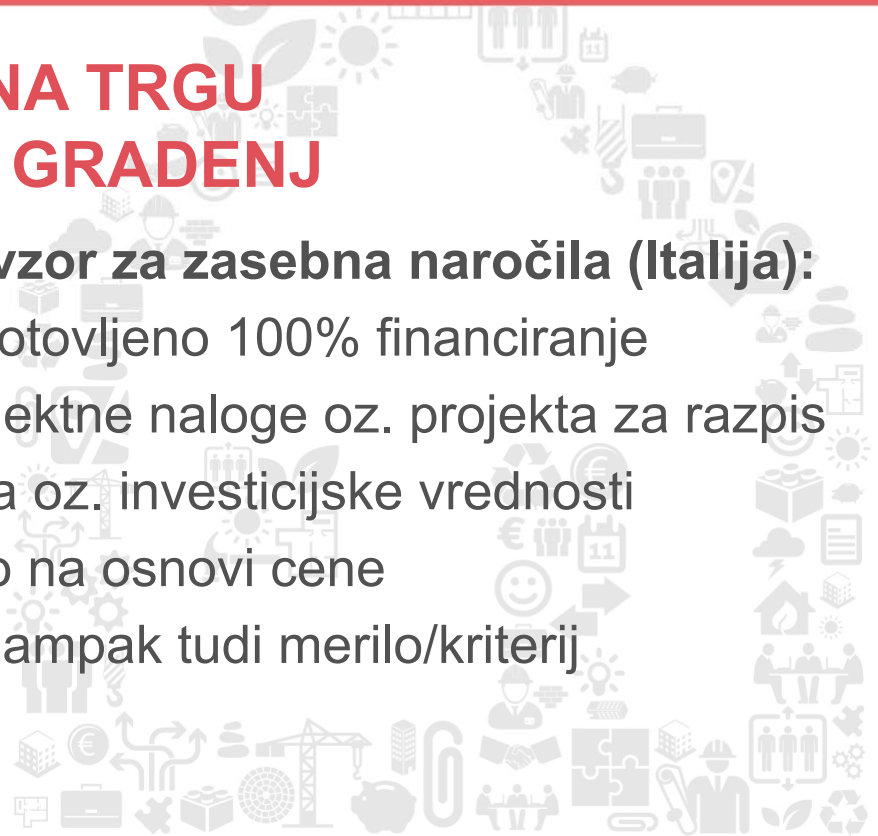 NA TRGU
GRADENJ
vzor za zasebna naročila (Italija):
otovljeno 100% financiranje
ektne naloge oz. projekta za razpis
a oz. investicijske vrednosti
o na osnovi cene
ampak tudi merilo/kriterij